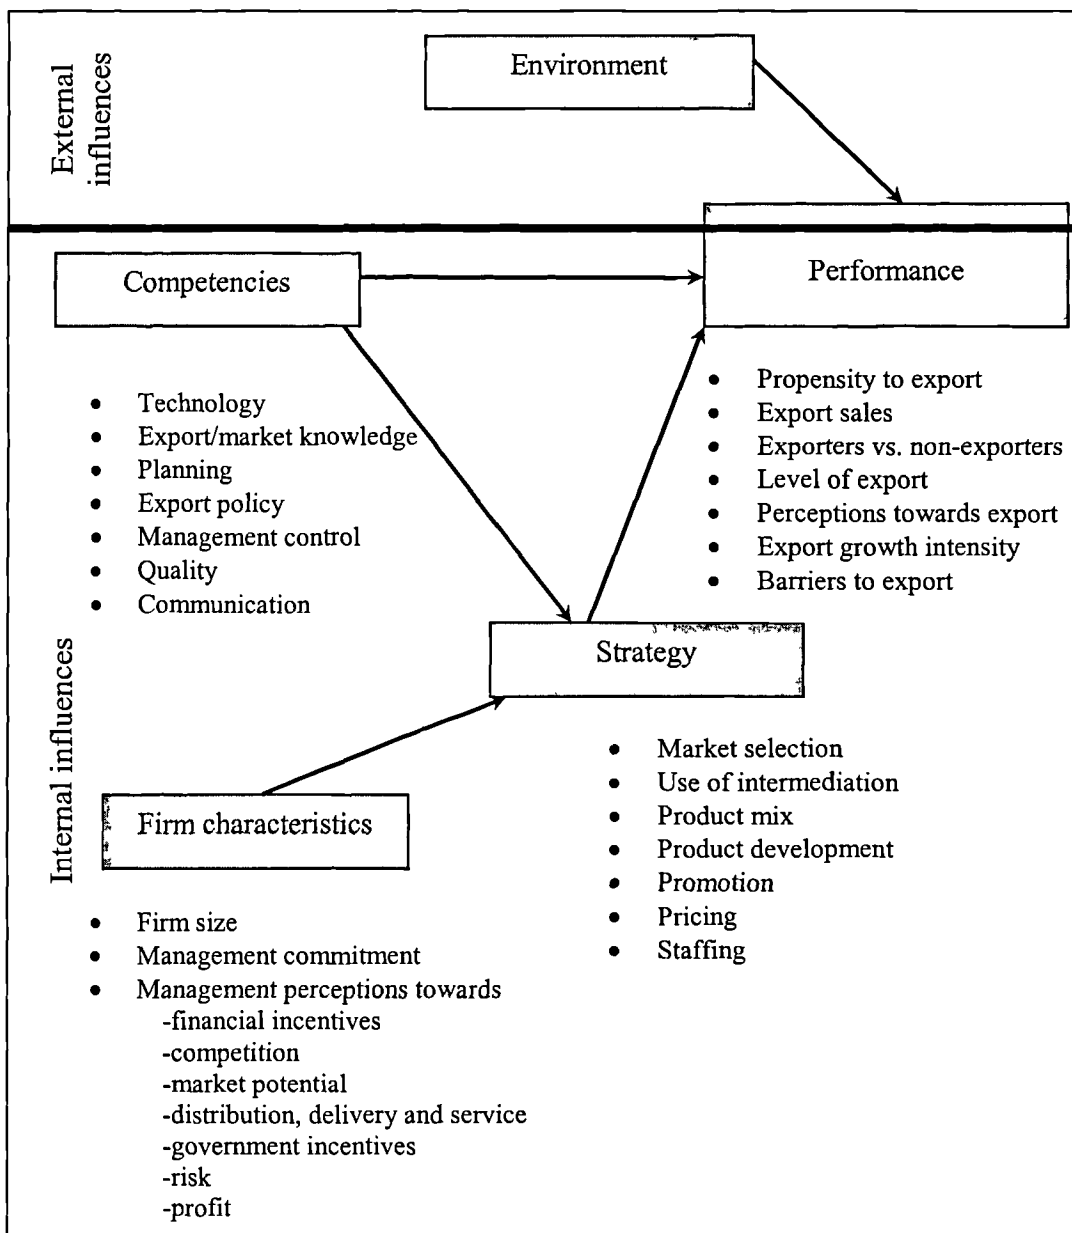 External
influences
Environment
Performance
Competencies
• Propensity to export
• Export sales
• Exporters vs. non-exporters
• Level of export
• Perceptions towards export
• Export growth intensity
• Barriers to export
• Technology
• Export/market knowledge
• Planning
• Export policy
• Management control
• Quality
• Communication
Internal influences
Strategy
• Market selection
• Use of intermediation
• Product mix
• Product development
• Promotion
• Pricing
• Staffing
Firm characteristics
• Firm size
• Management commitment
• Management perceptions towards
-financial incentives
-competition
-market potential
-distribution, delivery and service
-government incentives
-risk
-profit